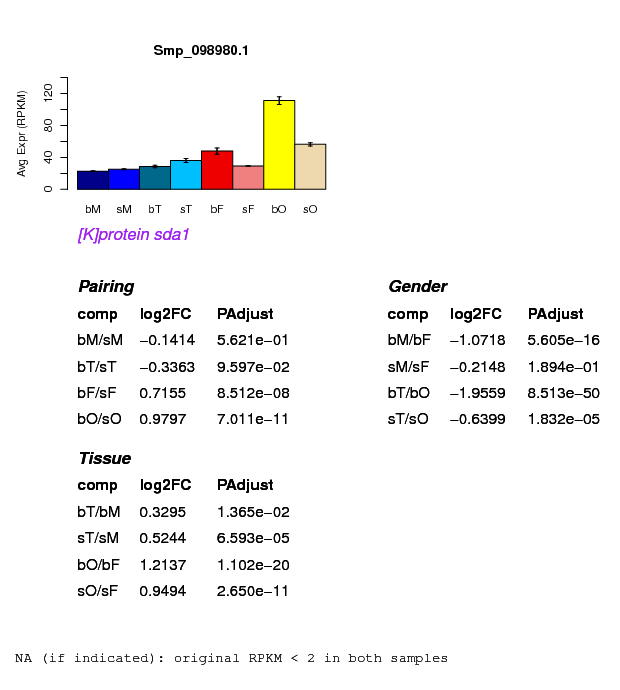 Smp_098980.1
Avg Expr (RPKM)
0 40 80 120
bM sM bT sT bF sF bO sO
[K]protein sda1
Pairing
comp log2FC PAdjust
bM/sM −0.1414 5.621e−01
bT/sT −0.3363 9.597e−02
bF/sF 0.7155 8.512e−08
bO/sO 0.9797 7.011e−11
Gender
comp log2FC PAdjust
bM/bF −1.0718 5.605e−16
sM/sF −0.2148 1.894e−01
bT/bO −1.9559 8.513e−50
sT/sO −0.6399 1.832e−05
Tissue
comp log2FC PAdjust
bT/bM 0.3295 1.365e−02
sT/sM 0.5244 6.593e−05
bO/bF 1.2137 1.102e−20
sO/sF 0.9494 2.650e−11
NA (if indicated): original RPKM < 2 in both samples